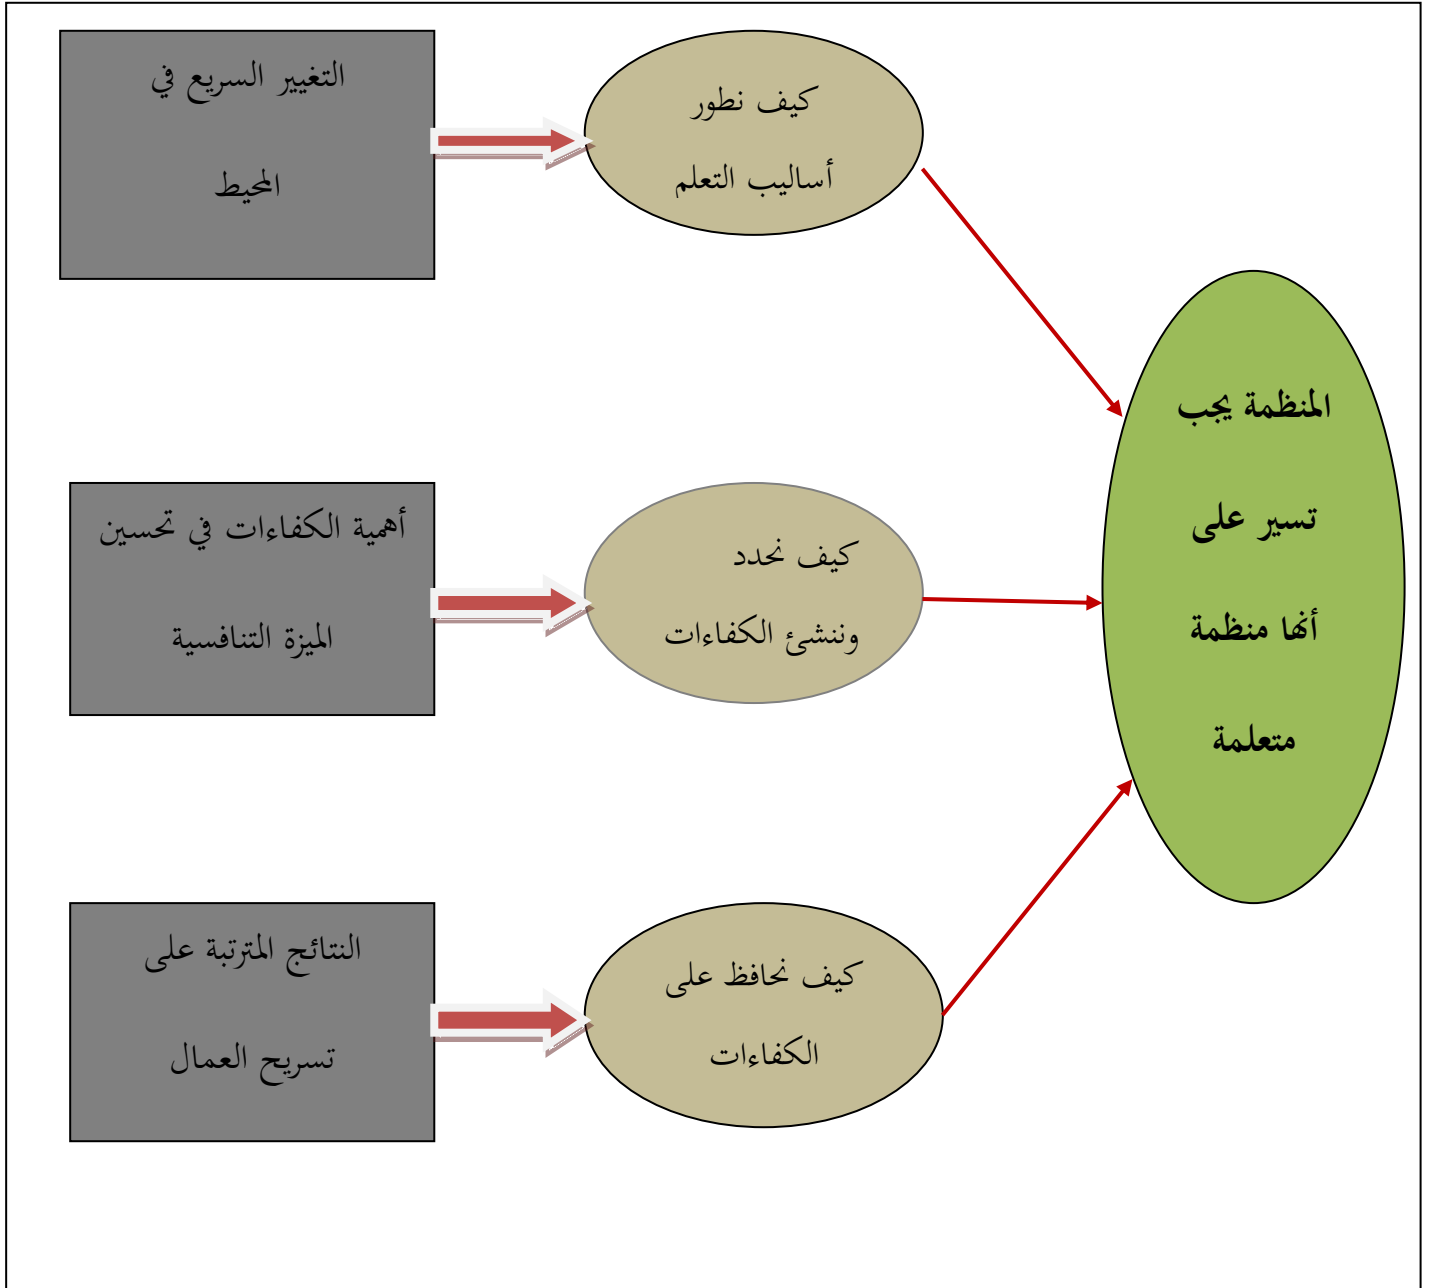 التغيير السريع في
المحيط
كيف نطور
أساليب التعلم
أهمية الكفاءات في تحسين
الميزة التنافسية
كيف نحدد
وننشئ الكفاءات
النتائج المترتبة على
تسريح العمال
كيف نحافظ على
الكفاءات
المنظمة يجب
تسير على
أنها منظمة
متعلمة